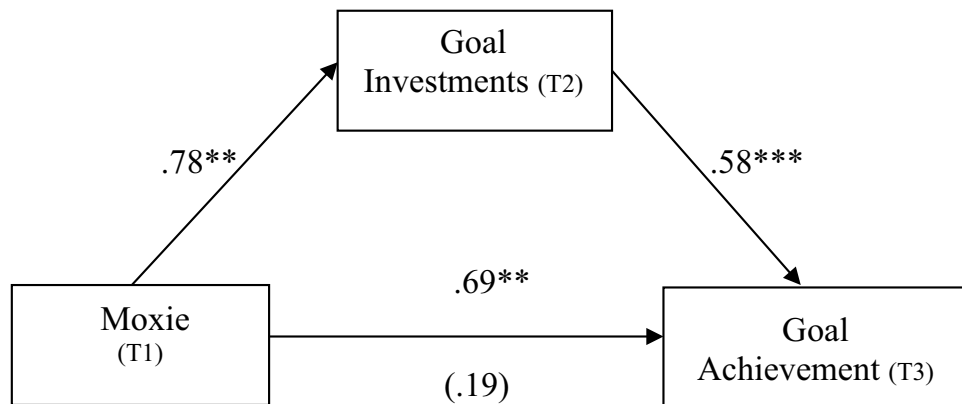 Goal
Investments (T2)
.78**
.58***
.69**
Moxie
(T1)
Goal
Achievement (T3)
(.19)